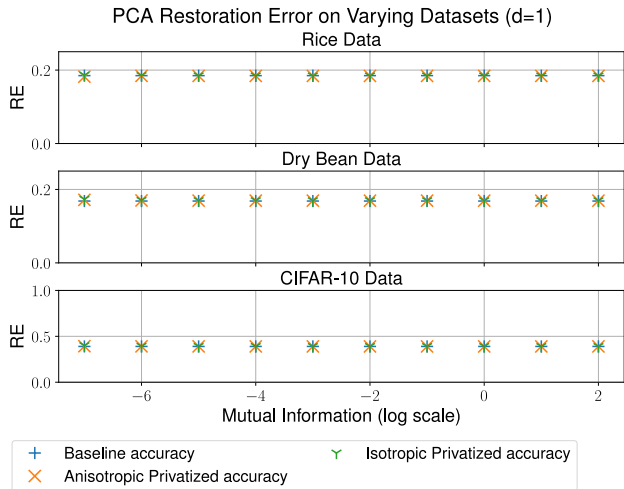 PCA Restoration Error on Varying Datasets (d=1)
Rice Data
0.2
RE
0.0
Dry Bean Data
0.2
RE
0.0
CIFAR-10 Data
1.0
0.5
RE
0.0
−6 −4 −2 0 2
Mutual Information (log scale)
Baseline accuracy
Isotropic Privatized accuracy
Anisotropic Privatized accuracy